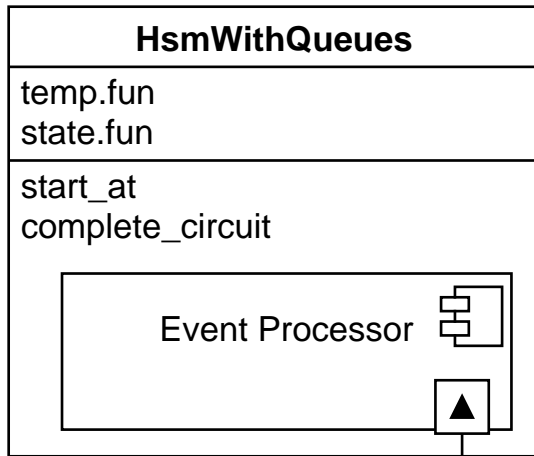 HsmWithQueues
temp.fun
state.fun
start_at
complete_circuit
Event Processor